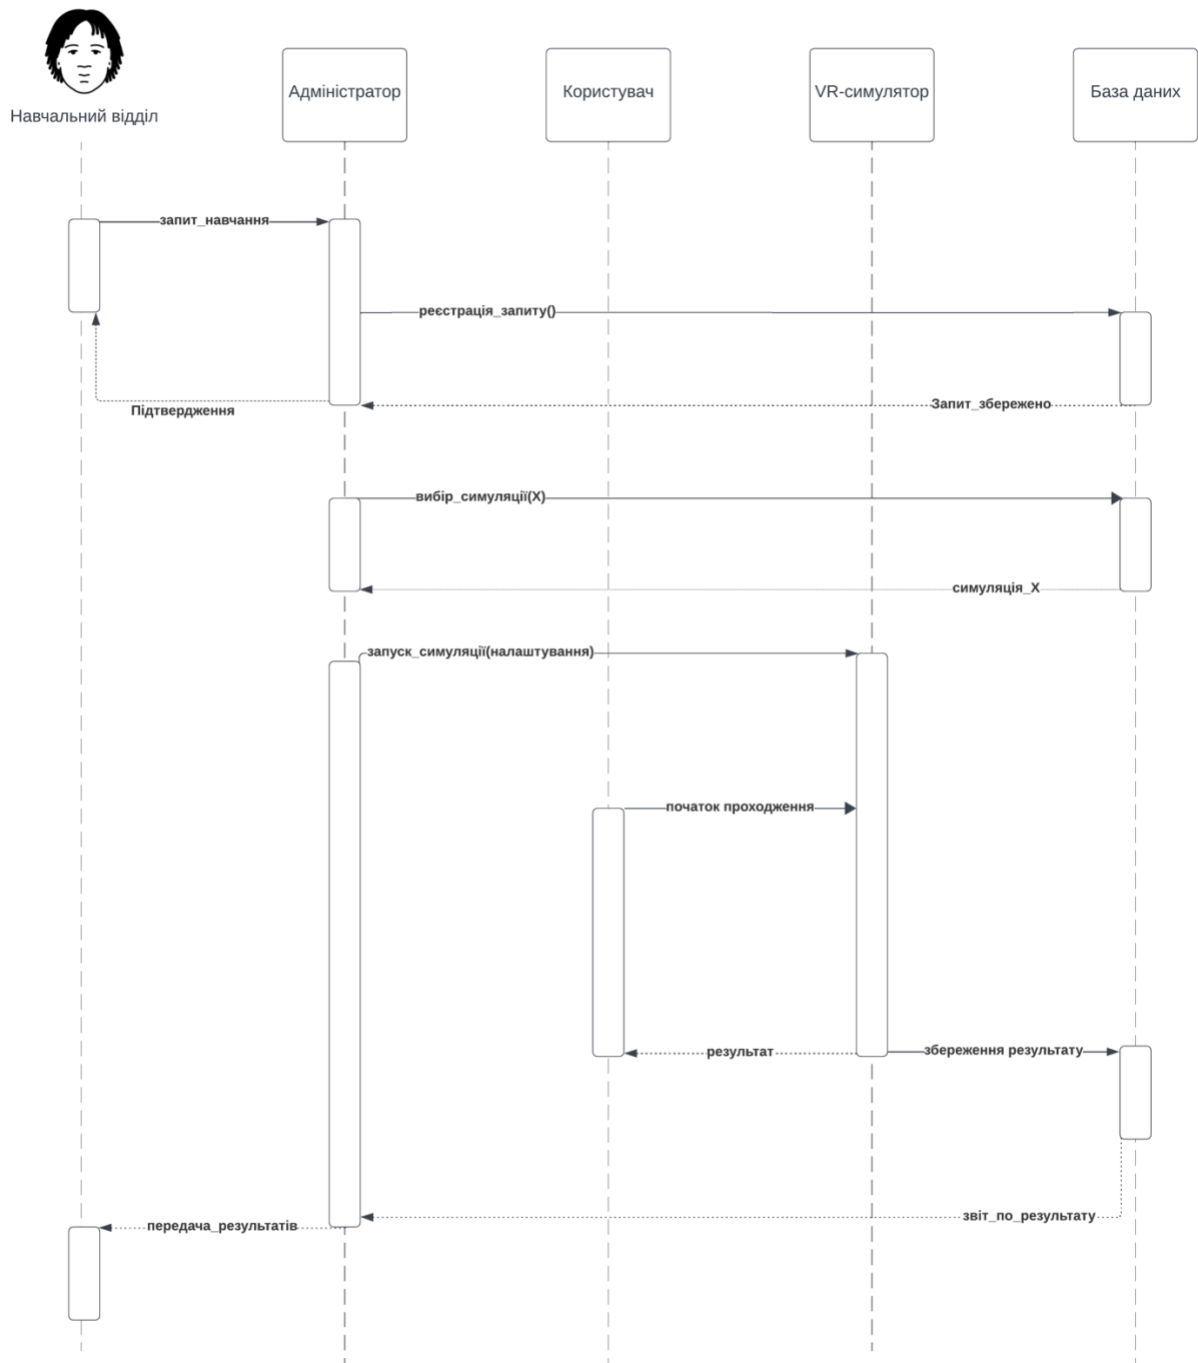 Навчальний відділ
Адміністратор
Користувач
VR-симулятор
База даних
запит_навчання
реєстрація_запиту()
Підтвердження
Запит_збережено
вибір_симуляції(X)
симуляція_X
запуск_симуляції(налаштування)
початок проходження
результат
збереження результату
звіт_по_результату
передача_результатів